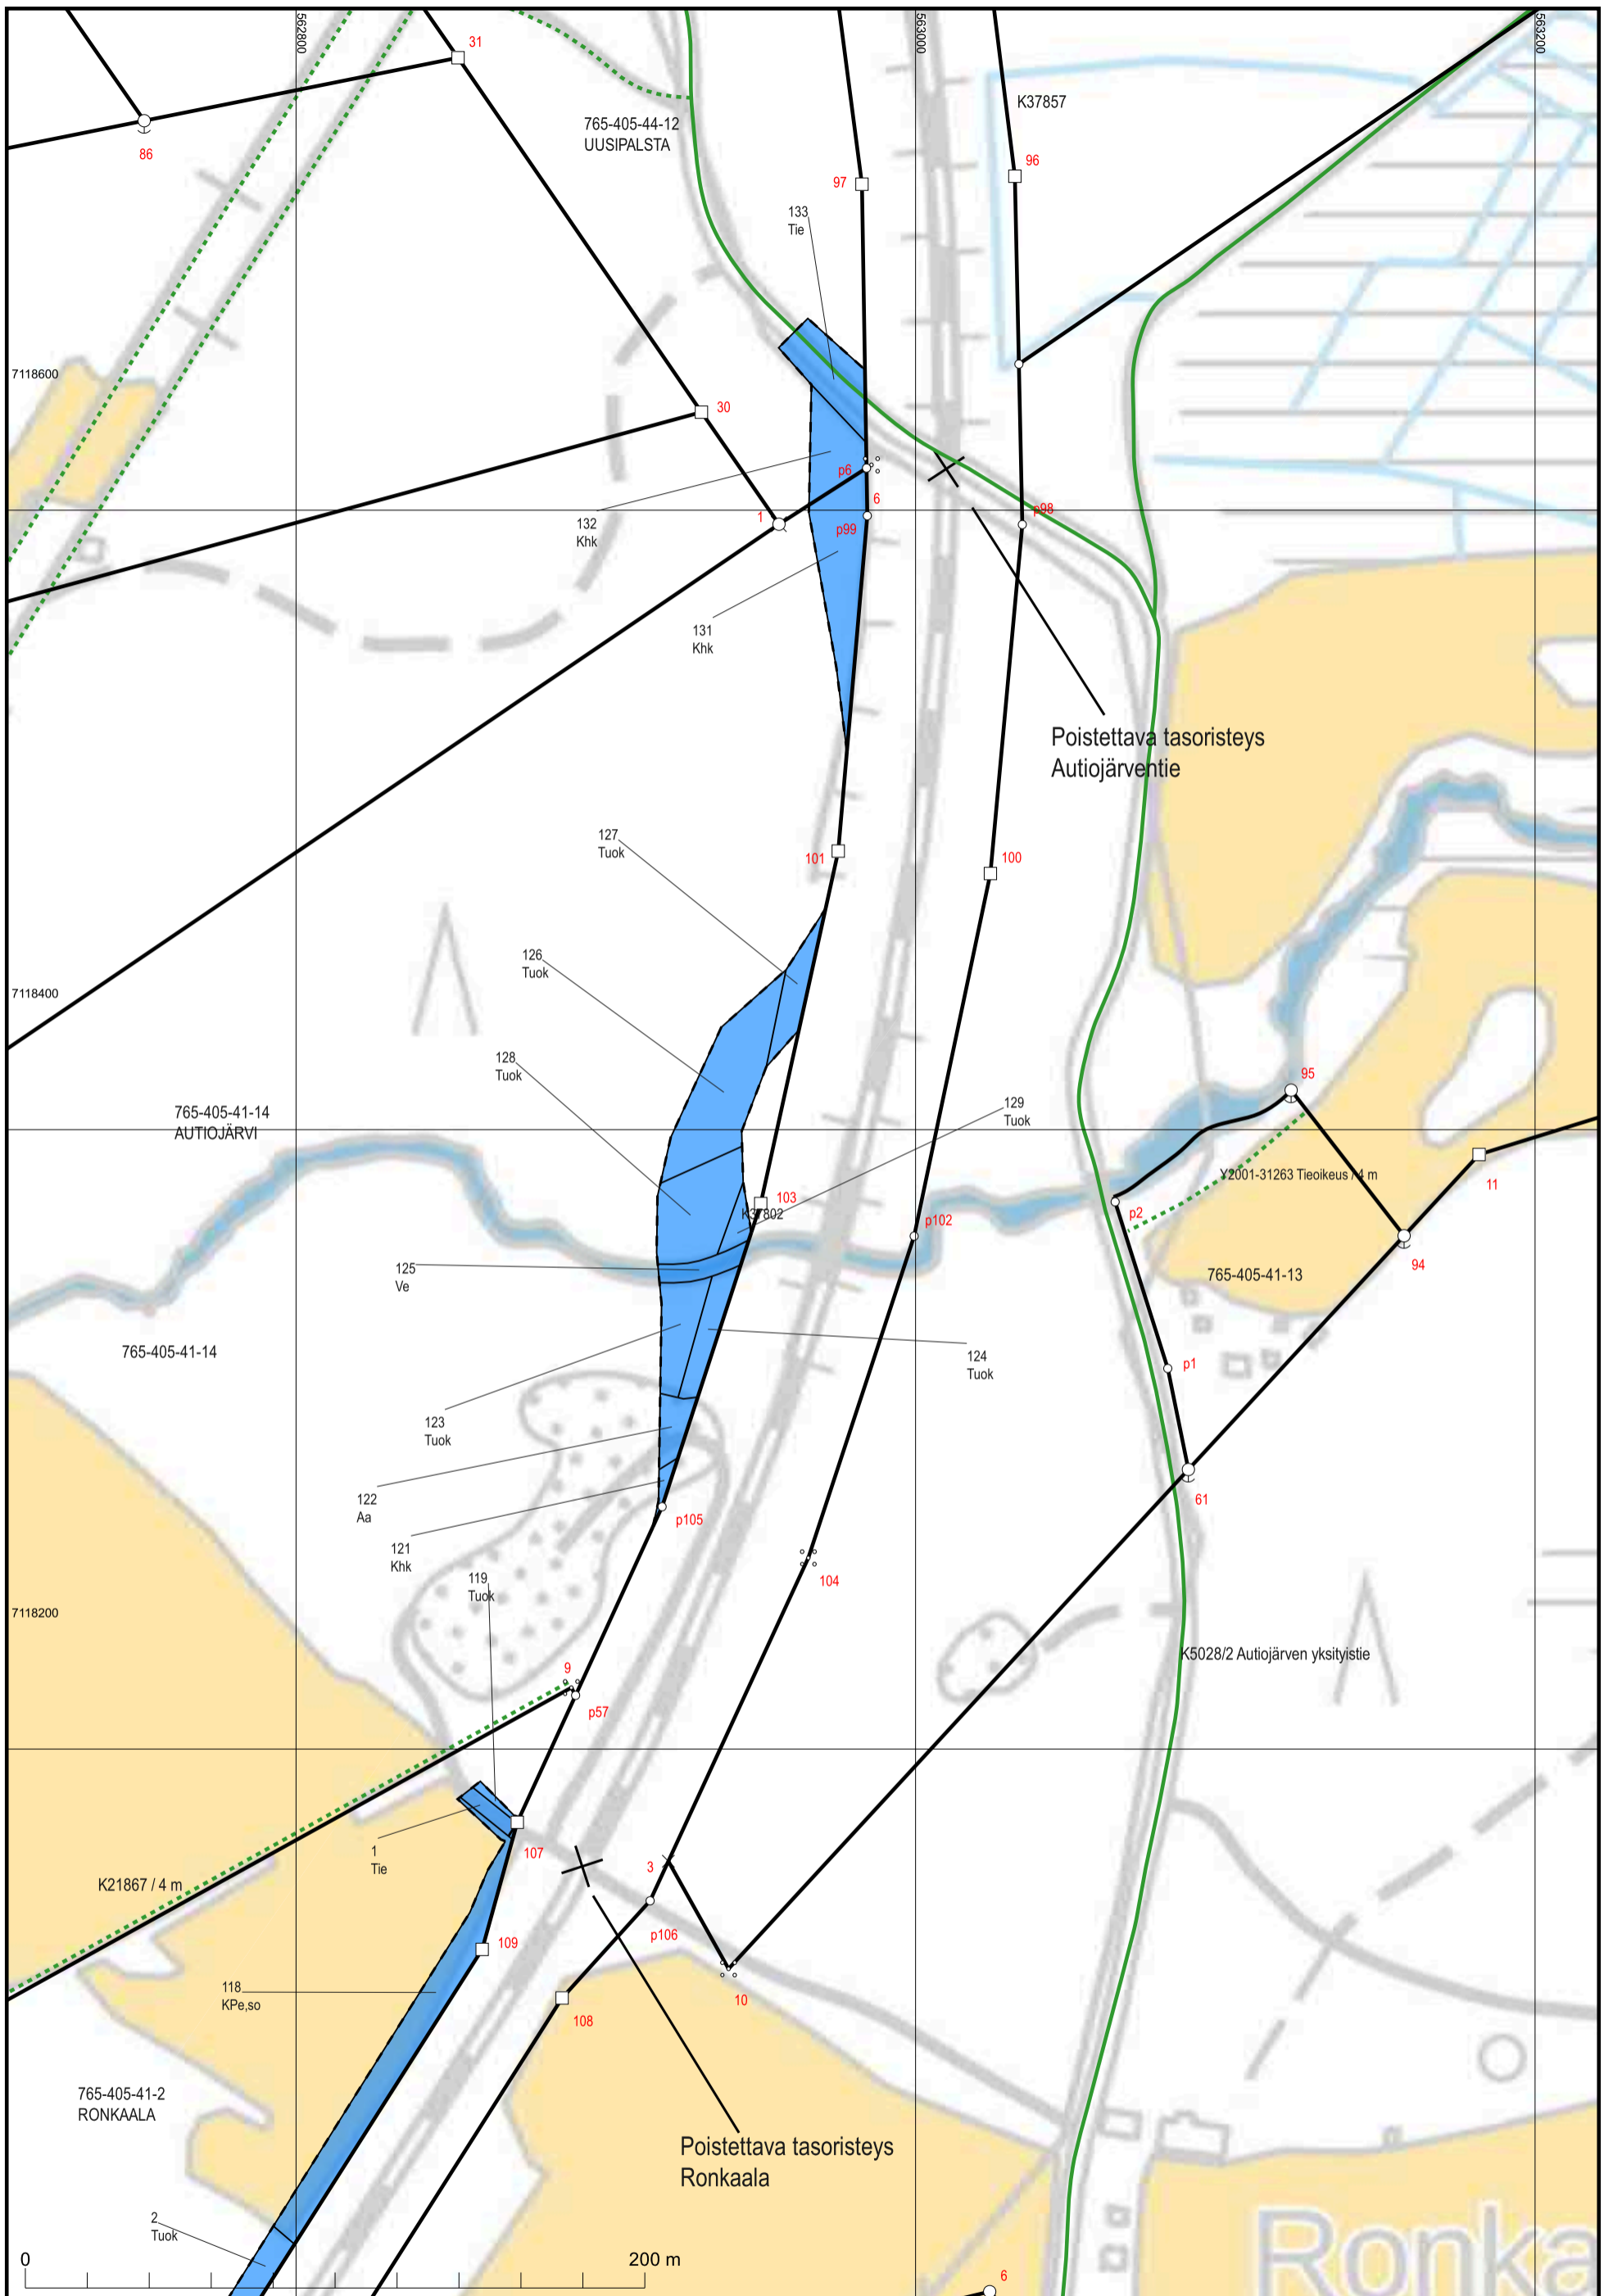 562800
563000
563200
31
K37857
765-405-44-12
UUSIPALSTA
86
96
97
133
Tie
7118600
30
p6
6
1
132
Khk
p99
p98
131
Khk
Poistettava tasoristeys
Autiojärventie
127
Tuok
101
100
126
Tuok
7118400
128
Tuok
95
129
Tuok
765-405-41-14
AUTIOJÄRVI
Y2001-31263 Tieoikeus / 4 m
11
103
K37802
p2
p102
125
Ve
94
765-405-41-13
765-405-41-14
124
Tuok
p1
123
Tuok
122
Aa
61
p105
121
Khk
119
Tuok
104
7118200
K5028/2 Autiojärven yksityistie
9
p57
1
Tie
107
3
K21867 / 4 m
109
p106
118
KPe,so
10
108
765-405-41-2
RONKAALA
Poistettava tasoristeys
Ronkaala
2
Tuok
Ronka
0
200 m
6